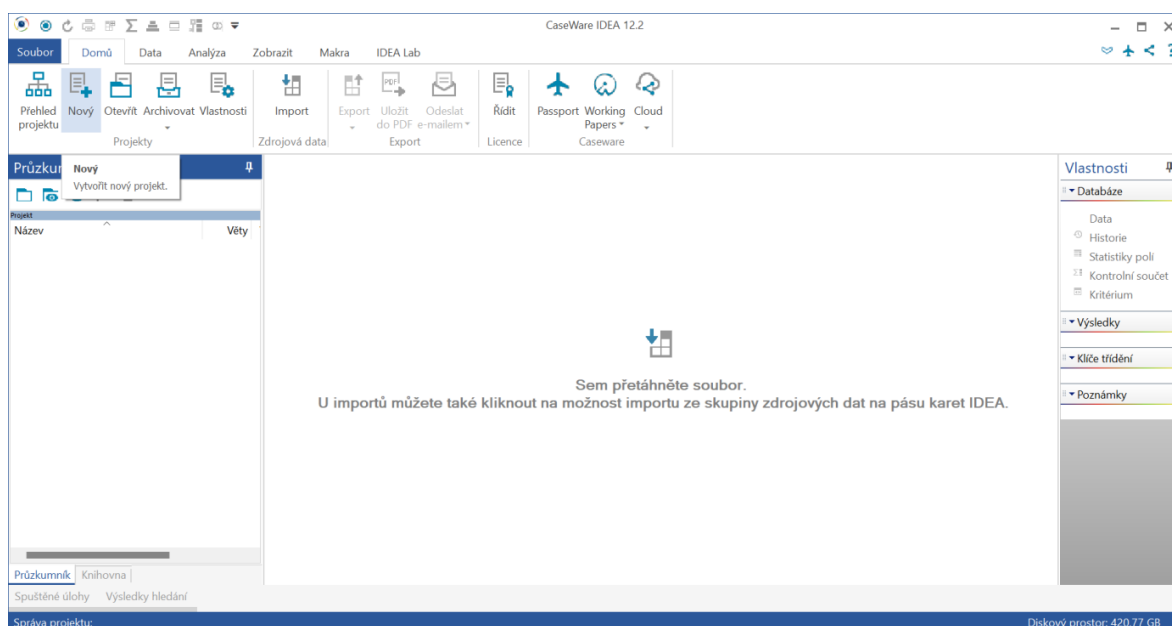 CaseWare IDEA 12.2
Soubor Domů Data Analýza Zobrazit Makra IDEA Lab
Přehled projektu Nový Otevřít Archivovat Vlastnosti Import Export Uložit do PDF Odeslat e-mailem Řídit Passport Working Papers Cloud
Projekty Zdrojová data Export Licence Caseware
Nový
Vytvořit nový projekt.
Vlastnosti
Projekt
Název Věty
Databáze
Data
Historie
Statistiky polí
Kontrolní součet
Kritérium
Výsledky
Klíče třídění
Poznámky
Sem přetáhněte soubor.
U importů můžete také kliknout na možnost importu ze skupiny zdrojových dat na pásu karet IDEA.
Průzkumník Knihovna
Spuštěné úlohy Výsledky hledání
Správa projektu: Diskový prostor: 420.77 GB